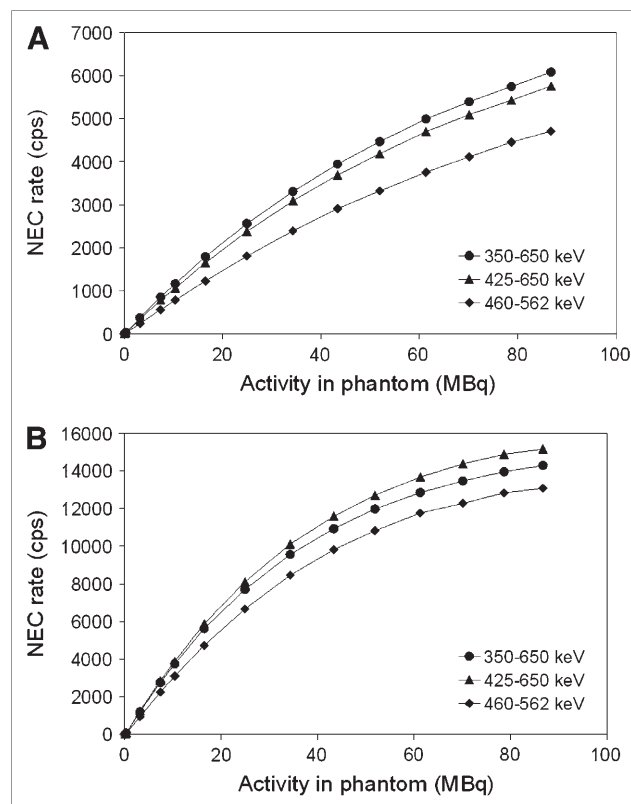 A
7000
6000
5000
4000
3000
2000
1000
0
NEC rate (cps)
350-650 keV
425-650 keV
460-562 keV
0 20 40 60 80 100
Activity in phantom (MBq)
B
16000
14000
12000
10000
8000
6000
4000
2000
0
NEC rate (cps)
350-650 keV
425-650 keV
460-562 keV
0 20 40 60 80 100
Activity in phantom (MBq)